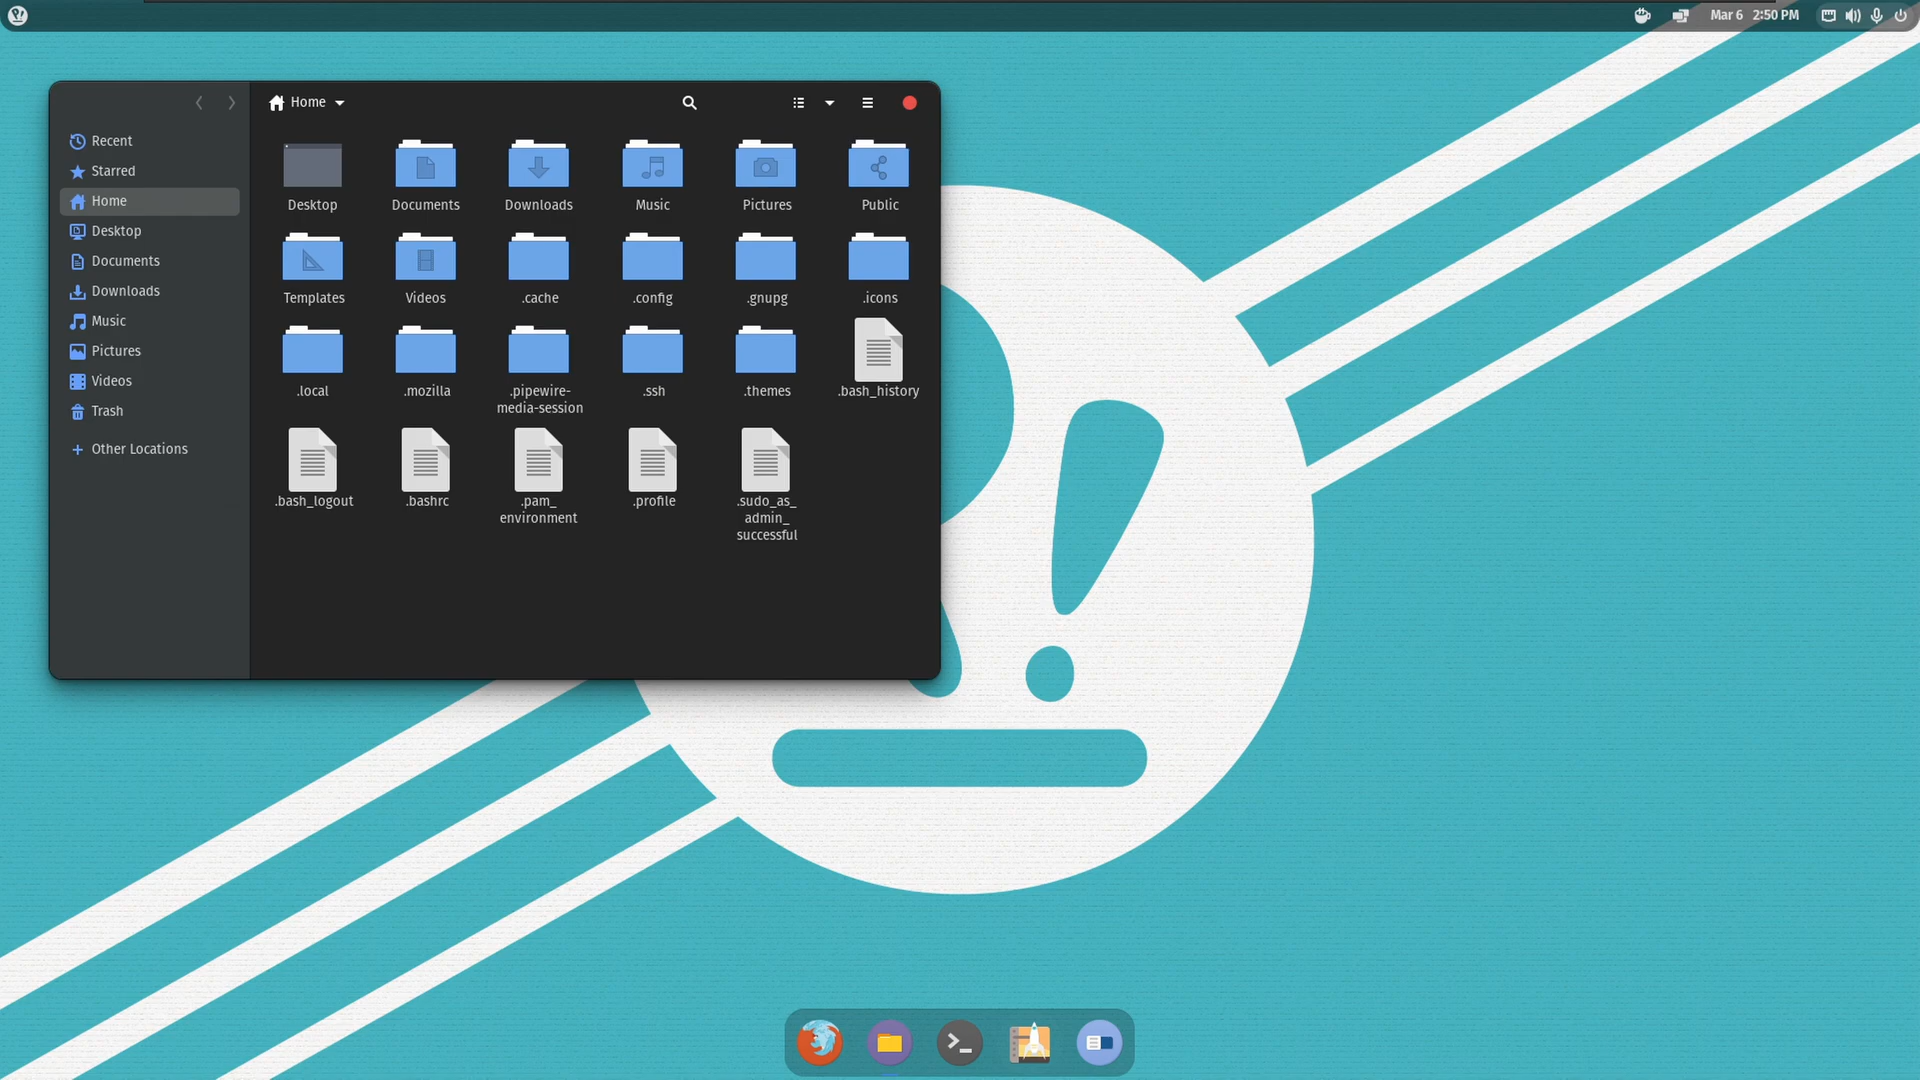 Mar 6 2:50 PM
Home
Recent
Starred
Home
Desktop
Documents
Downloads
Music
Pictures
Videos
Trash
Other Locations
Desktop
Documents
Downloads
Music
Pictures
Public
Templates
Videos
.cache
.config
.gnupg
.icons
.local
.mozilla
.pipewire-
media-session
.ssh
.themes
.bash_history
.bash_logout
.bashrc
.pam_
environment
.profile
.sudo_as_
admin_
successful